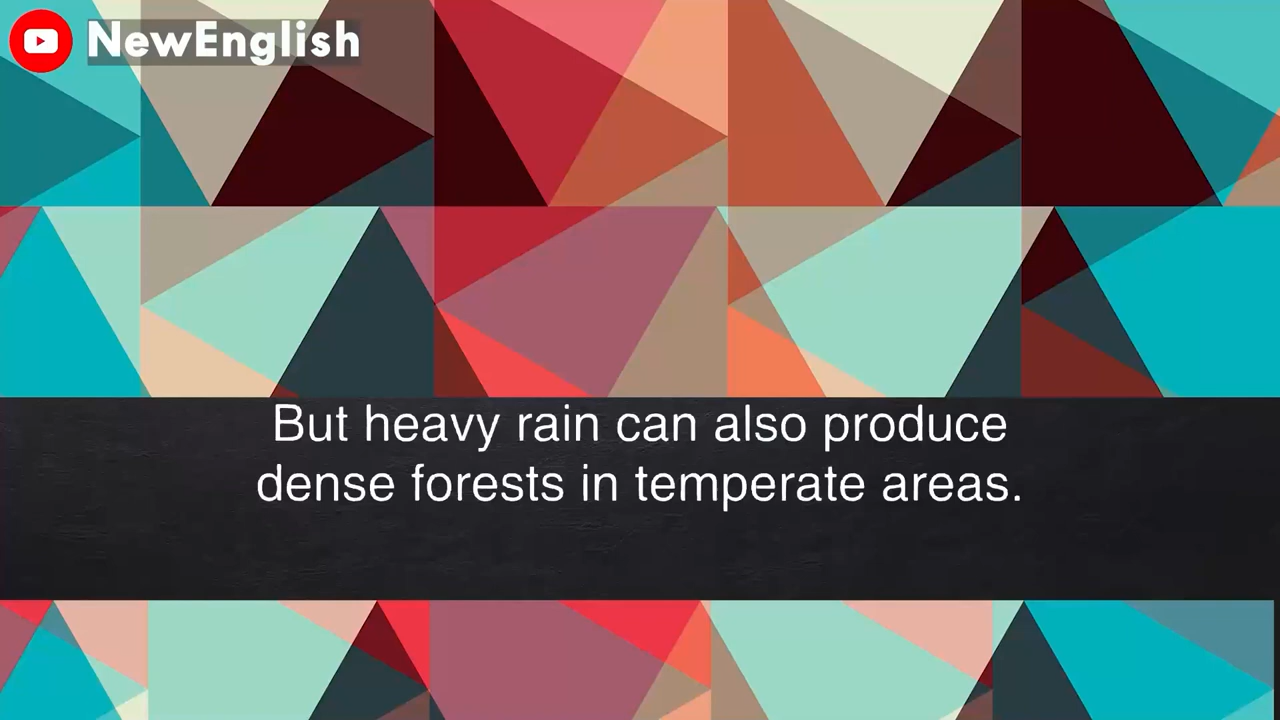 NewEnglish
But heavy rain can also produce
dense forests in temperate areas.